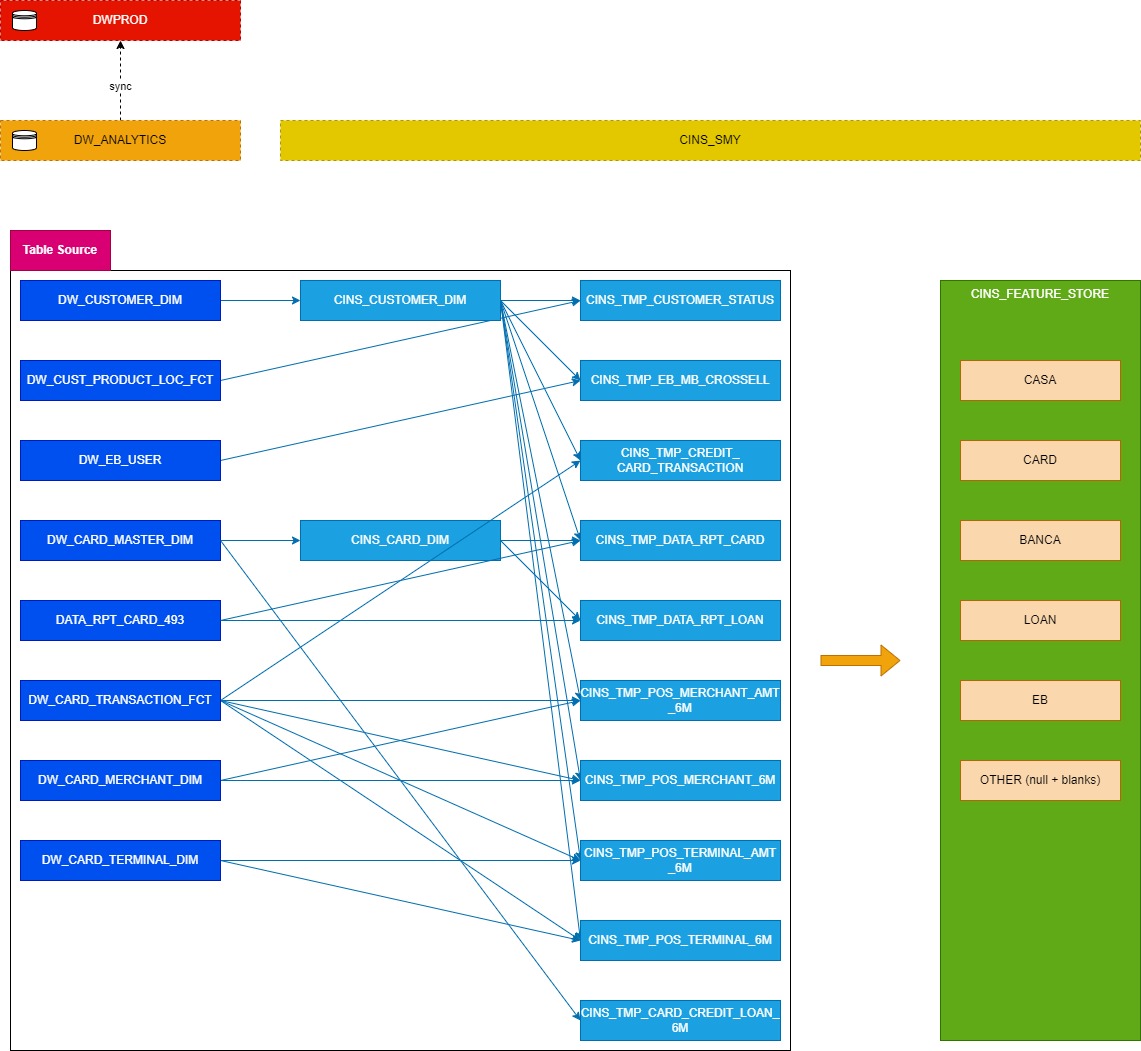 DWPROD
sync
DW_ANALYTICS
CINS_SMY
Table Source
DW_CUSTOMER_DIM
CINS_CUSTOMER_DIM
CINS_TMP_CUSTOMER_STATUS
CINS_FEATURE_STORE
DW_CUST_PRODUCT_LOC_FCT
CINS_TMP_EB_MB_CROSSELL
CASA
DW_EB_USER
CINS_TMP_CREDIT_
CARD_TRANSACTION
CARD
DW_CARD_MASTER_DIM
CINS_CARD_DIM
CINS_TMP_DATA_RPT_CARD
BANCA
DATA_RPT_CARD_493
CINS_TMP_DATA_RPT_LOAN
LOAN
DW_CARD_TRANSACTION_FCT
CINS_TMP_POS_MERCHANT_AMT
_6M
EB
DW_CARD_MERCHANT_DIM
CINS_TMP_POS_MERCHANT_6M
OTHER (null + blanks)
DW_CARD_TERMINAL_DIM
CINS_TMP_POS_TERMINAL_AMT
_6M
CINS_TMP_POS_TERMINAL_6M
CINS_TMP_CARD_CREDIT_LOAN_
6M